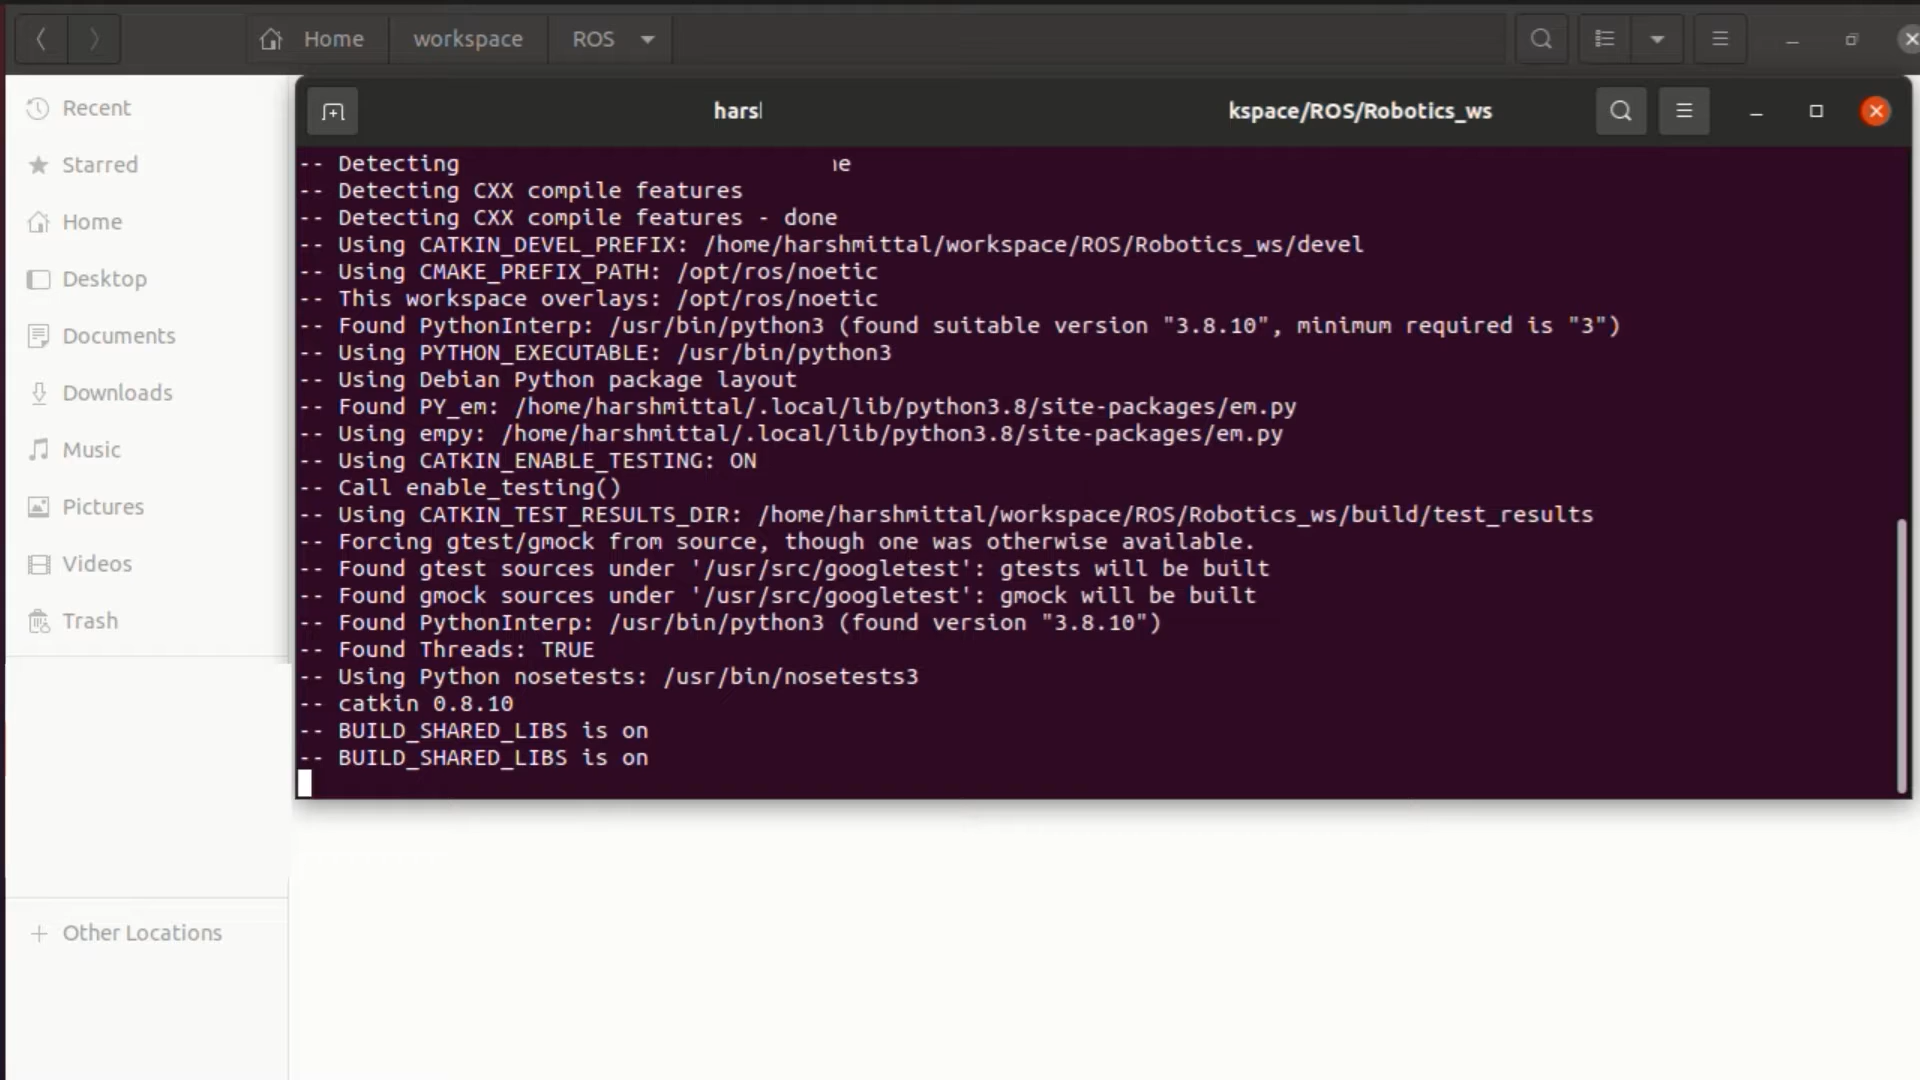 Home workspace ROS
Recent
Starred
Home
Desktop
Documents
Downloads
Music
Pictures
Videos
Trash
Other Locations
kspace/ROS/Robotics_ws
-- Detecting
-- Detecting CXX compile features
-- Detecting CXX compile features - done
-- Using CATKIN_DEVEL_PREFIX: /home/harshmittal/workspace/ROS/Robotics_ws/devel
-- Using CMAKE_PREFIX_PATH: /opt/ros/noetic
-- This workspace overlays: /opt/ros/noetic
-- Found PythonInterp: /usr/bin/python3 (found suitable version "3.8.10", minimum required is "3")
-- Using PYTHON_EXECUTABLE: /usr/bin/python3
-- Using Debian Python package layout
-- Found PY_em: /home/harshmittal/.local/lib/python3.8/site-packages/em.py
-- Using empy: /home/harshmittal/.local/lib/python3.8/site-packages/em.py
-- Using CATKIN_ENABLE_TESTING: ON
-- Call enable_testing()
-- Using CATKIN_TEST_RESULTS_DIR: /home/harshmittal/workspace/ROS/Robotics_ws/build/test_results
-- Forcing gtest/gmock from source, though one was otherwise available.
-- Found gtest sources under '/usr/src/googletest': gtests will be built
-- Found gmock sources under '/usr/src/googletest': gmock will be built
-- Found PythonInterp: /usr/bin/python3 (found version "3.8.10")
-- Found Threads: TRUE
-- Using Python nosetests: /usr/bin/nosetests3
-- catkin 0.8.10
-- BUILD_SHARED_LIBS is on
-- BUILD_SHARED_LIBS is on